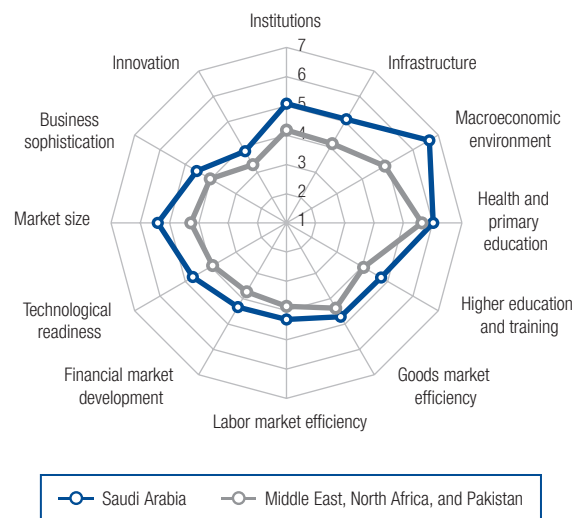 Institutions
Innovation
Infrastructure
Business
sophistication
Macroeconomic
environment
Market size
Health and
primary
education
Technological
readiness
Higher education
and training
Financial market
development
Goods market
efficiency
Labor market efficiency
7
6
5
4
3
2
1
Saudi Arabia
Middle East, North Africa, and Pakistan